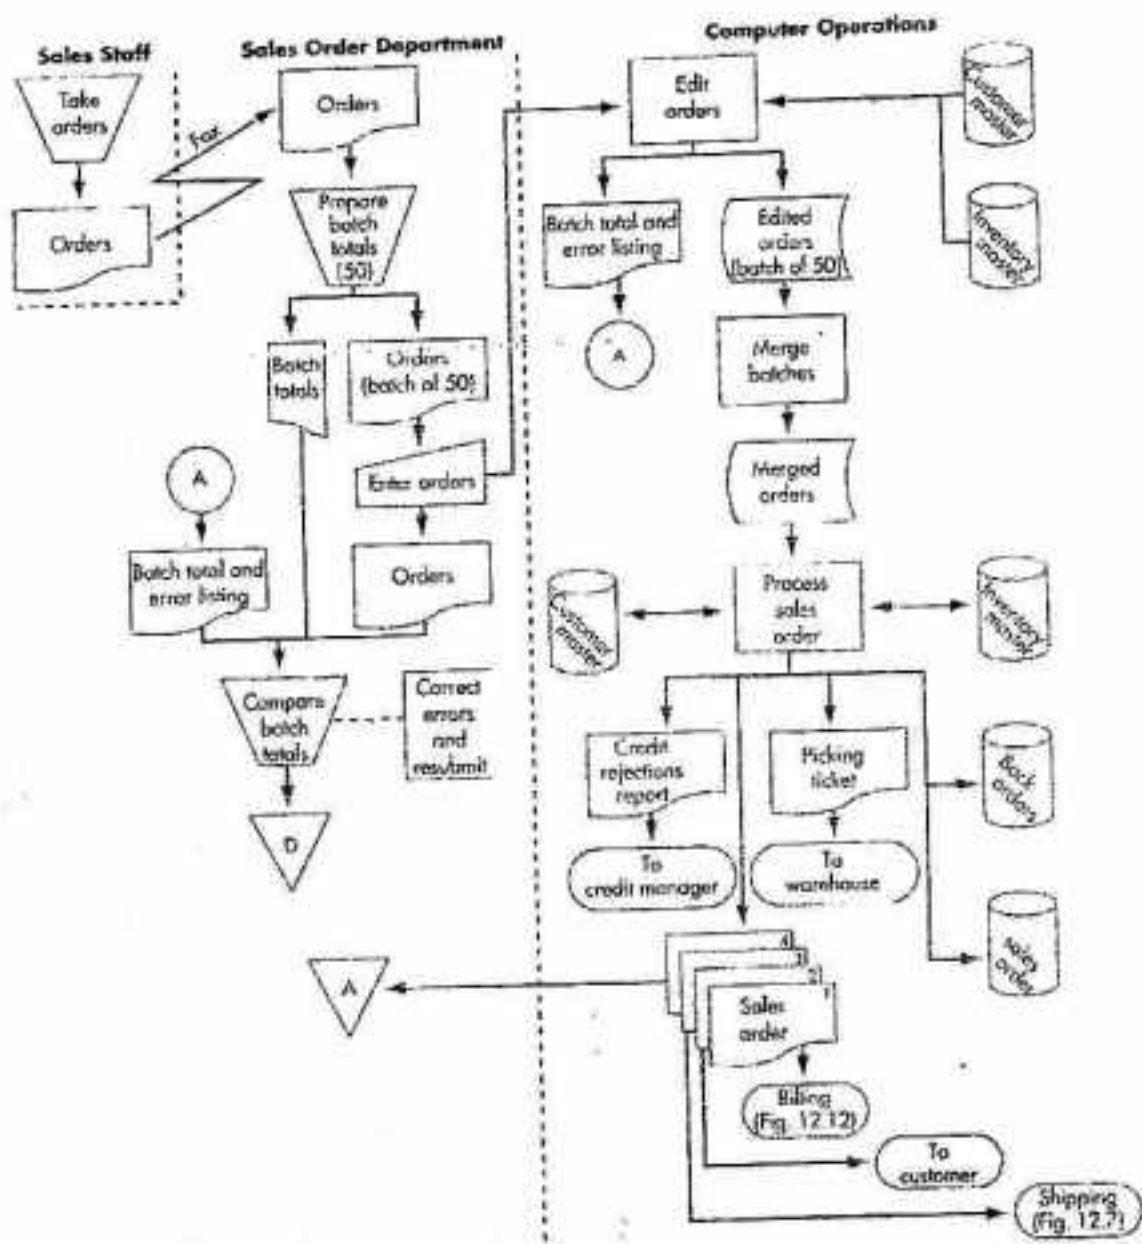 Sales Staff
Sales Order Department
Computer Operations
Take
orders
Orders
Fax
Orders
Prepare
batch
totals
(50)
Batch
totals
Orders
(batch of 50)
Enter orders
Orders
A
Batch total and
error listing
Compare
batch
totals
Correct
errors
and
resubmit
D
A
Edit
orders
Customer
master
Inventory
master
Batch total and
error listing
A
Edited
orders
(batch of 50)
Merge
batches
Merged
orders
Process
sales
order
Customer
master
Inventory
master
Credit
rejections
report
Picking
ticket
Back
orders
To
credit manager
To
warehouse
sales
order
4
3
2
1
Sales
order
Billing
(Fig. 12.12)
To
customer
Shipping
(Fig. 12.7)